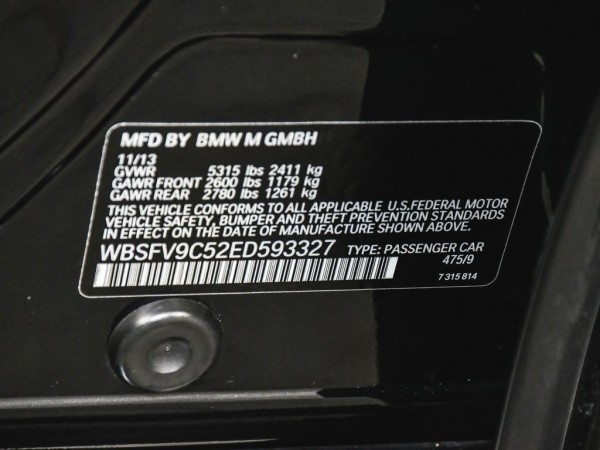 MFD BY BMW M GMBH
11/13
GVWR 5315 lbs 2411 kg
GAWR FRONT 2600 lbs 1179 kg
GAWR REAR 2780 lbs 1261 kg
THIS VEHICLE CONFORMS TO ALL APPLICABLE U.S.FEDERAL MOTOR
VEHICLE SAFETY, BUMPER AND THEFT PREVENTION STANDARDS
IN EFFECT ON THE DATE OF MANUFACTURE SHOWN ABOVE.
WBSFV9C52ED593327 TYPE: PASSENGER CAR
475/9
7 315 814